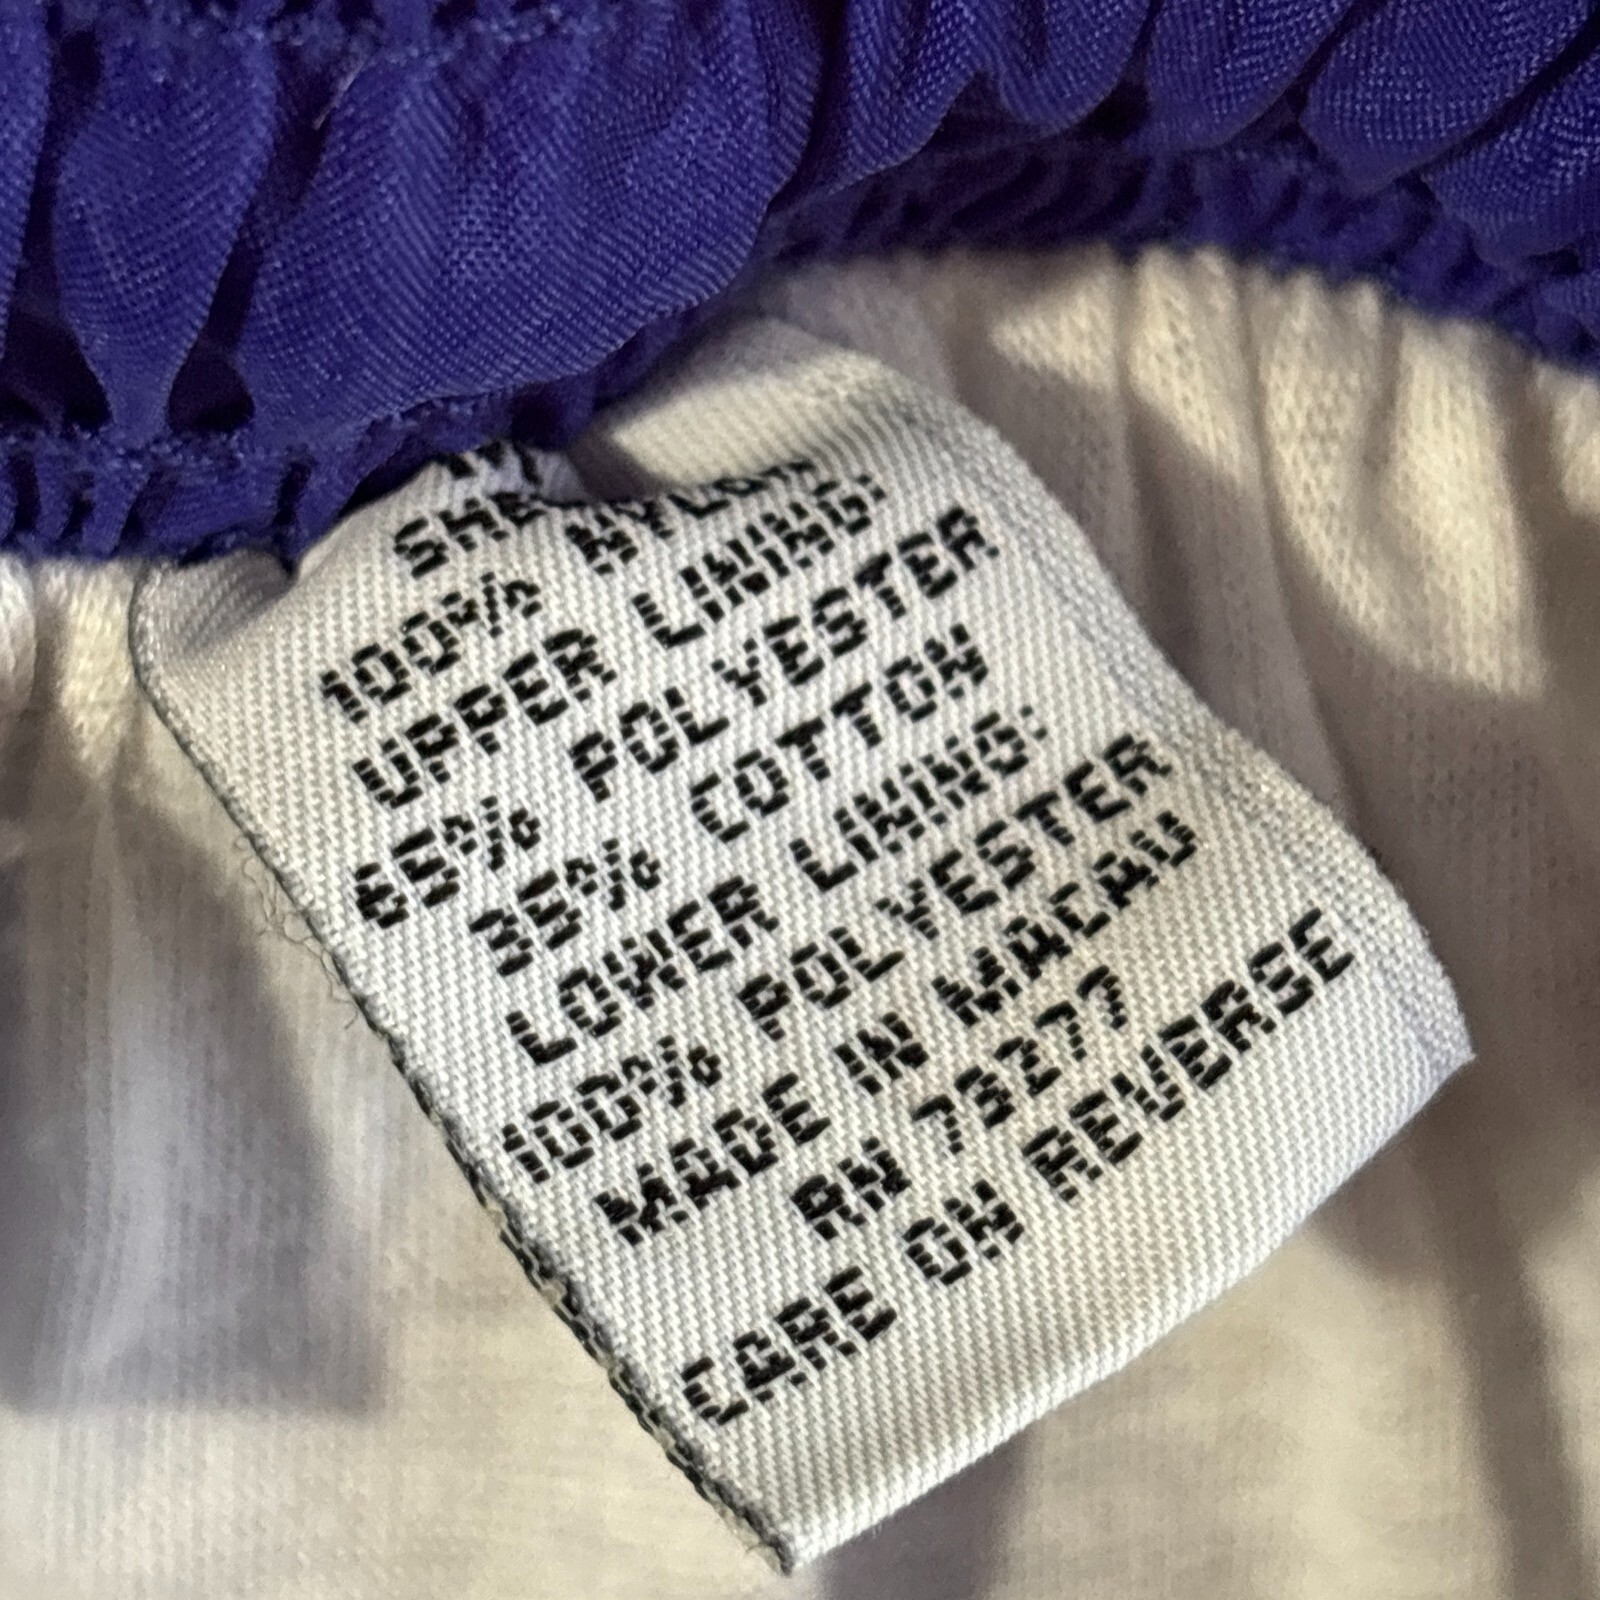 100% NYLON
UPPER LINING:
65% POLYESTER
35% COTTON
LOWER LINING:
100% POLYESTER
MADE IN MACAU
RN 73277
CARE ON REVERSE